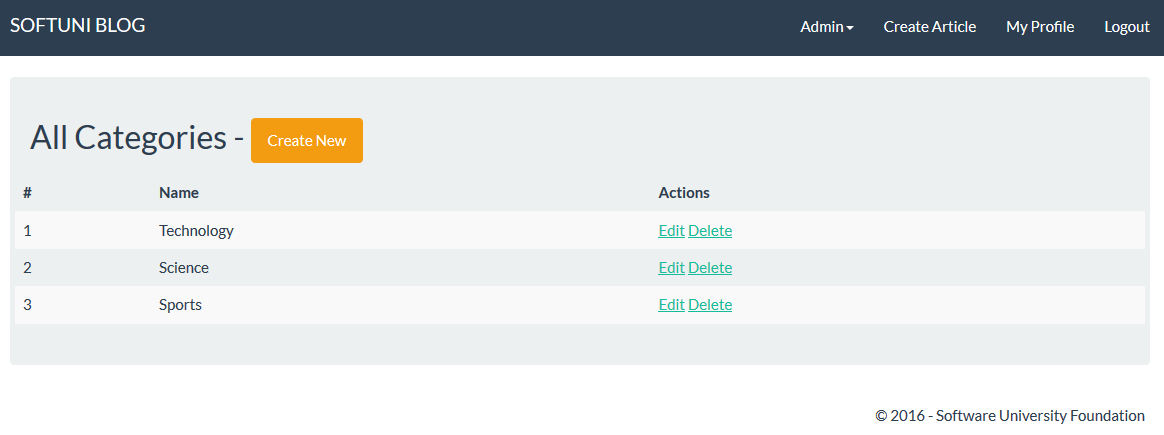 SOFTUNI BLOG Admin Create Article My Profile Logout
All Categories - Create New
# Name Actions
1 Technology Edit Delete
2 Science Edit Delete
3 Sports Edit Delete
© 2016 - Software University Foundation